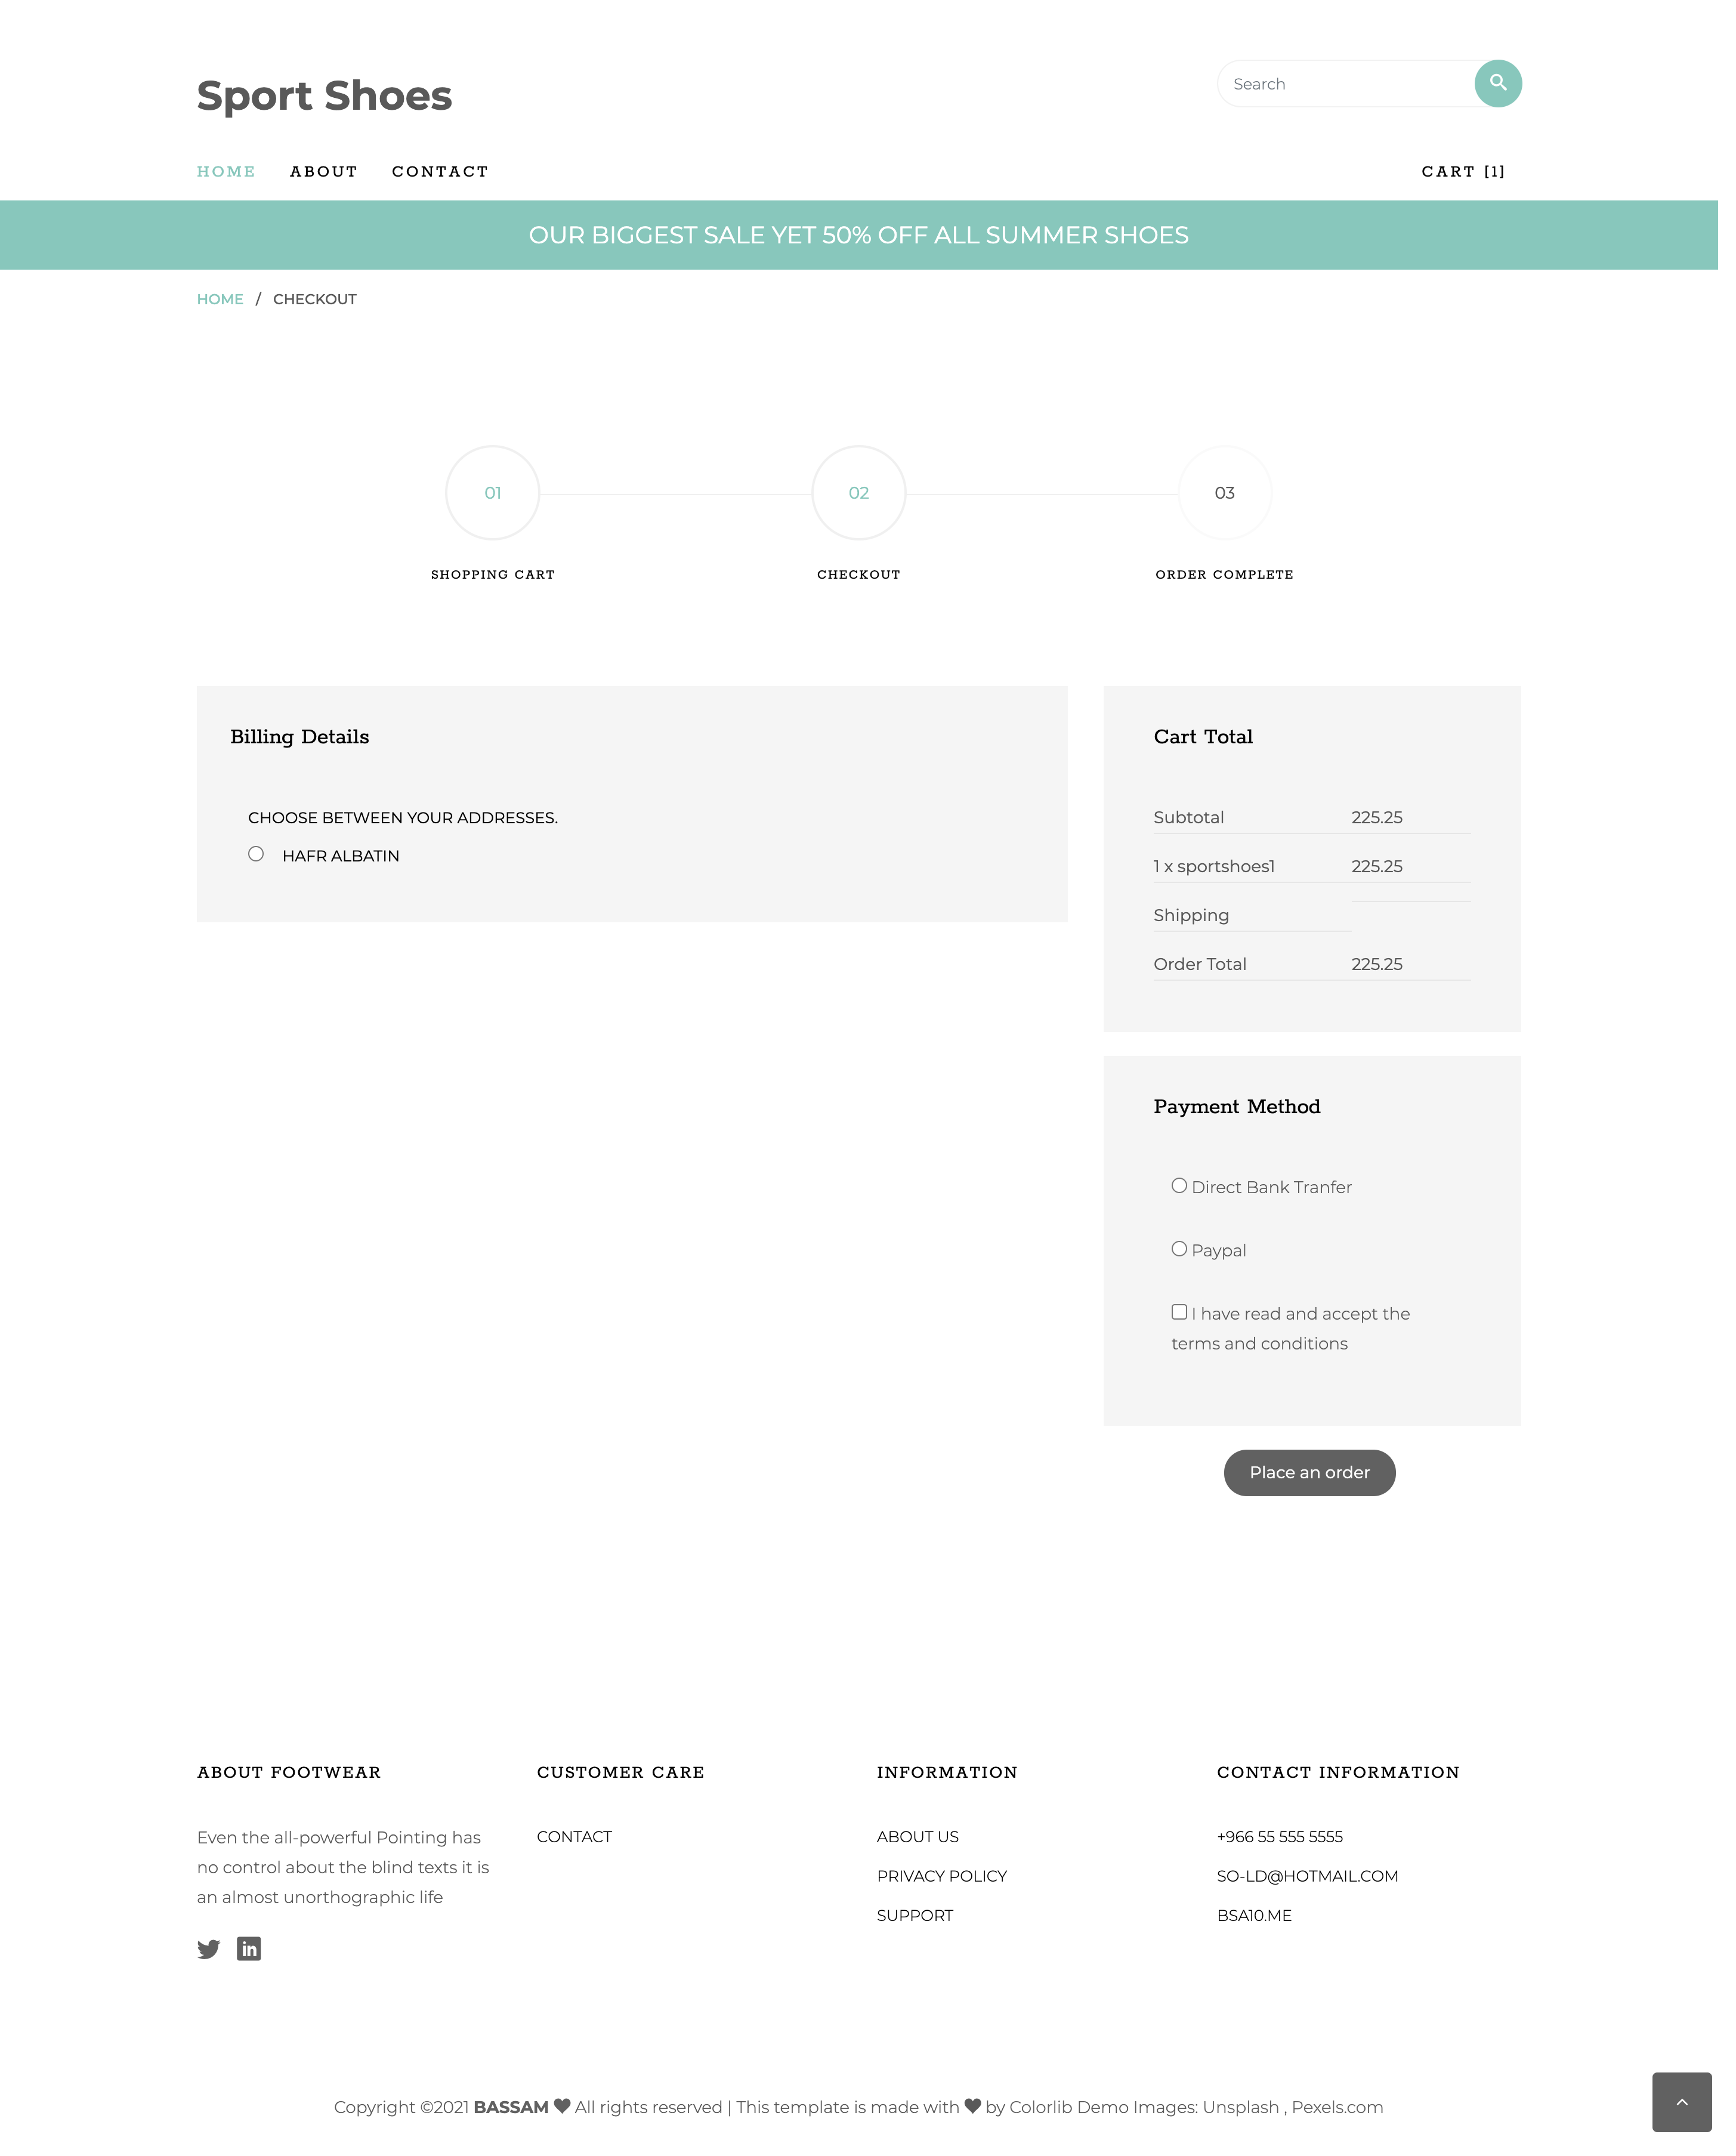 Sport Shoes
Search
HOME ABOUT CONTACT CART [1]
OUR BIGGEST SALE YET 50% OFF ALL SUMMER SHOES
HOME / CHECKOUT
01 02 03
SHOPPING CART CHECKOUT ORDER COMPLETE
Billing Details
CHOOSE BETWEEN YOUR ADDRESSES.
HAFR ALBATIN
Cart Total
Subtotal 225.25
1 x sportshoes1 225.25
Shipping
Order Total 225.25
Payment Method
Direct Bank Tranfer
Paypal
I have read and accept the
terms and conditions
Place an order
ABOUT FOOTWEAR
Even the all-powerful Pointing has
no control about the blind texts it is
an almost unorthographic life
CUSTOMER CARE
CONTACT
INFORMATION
ABOUT US
PRIVACY POLICY
SUPPORT
CONTACT INFORMATION
+966 55 555 5555
SO-LD@HOTMAIL.COM
BSA10.ME
Copyright ©2021 BASSAM ♥ All rights reserved | This template is made with ♥ by Colorlib Demo Images: Unsplash , Pexels.com